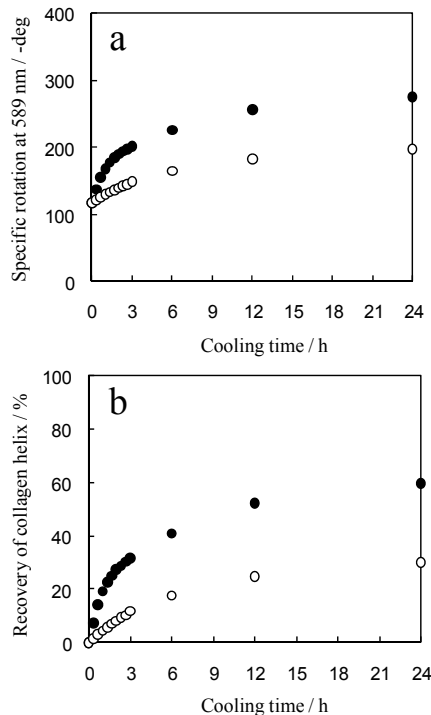 a
400
300
200
100
0
Specific rotation at 589 nm / -deg
0 3 6 9 12 15 18 21 24
Cooling time / h
b
100
80
60
40
20
0
Recovery of collagen helix / %
0 3 6 9 12 15 18 21 24
Cooling time / h